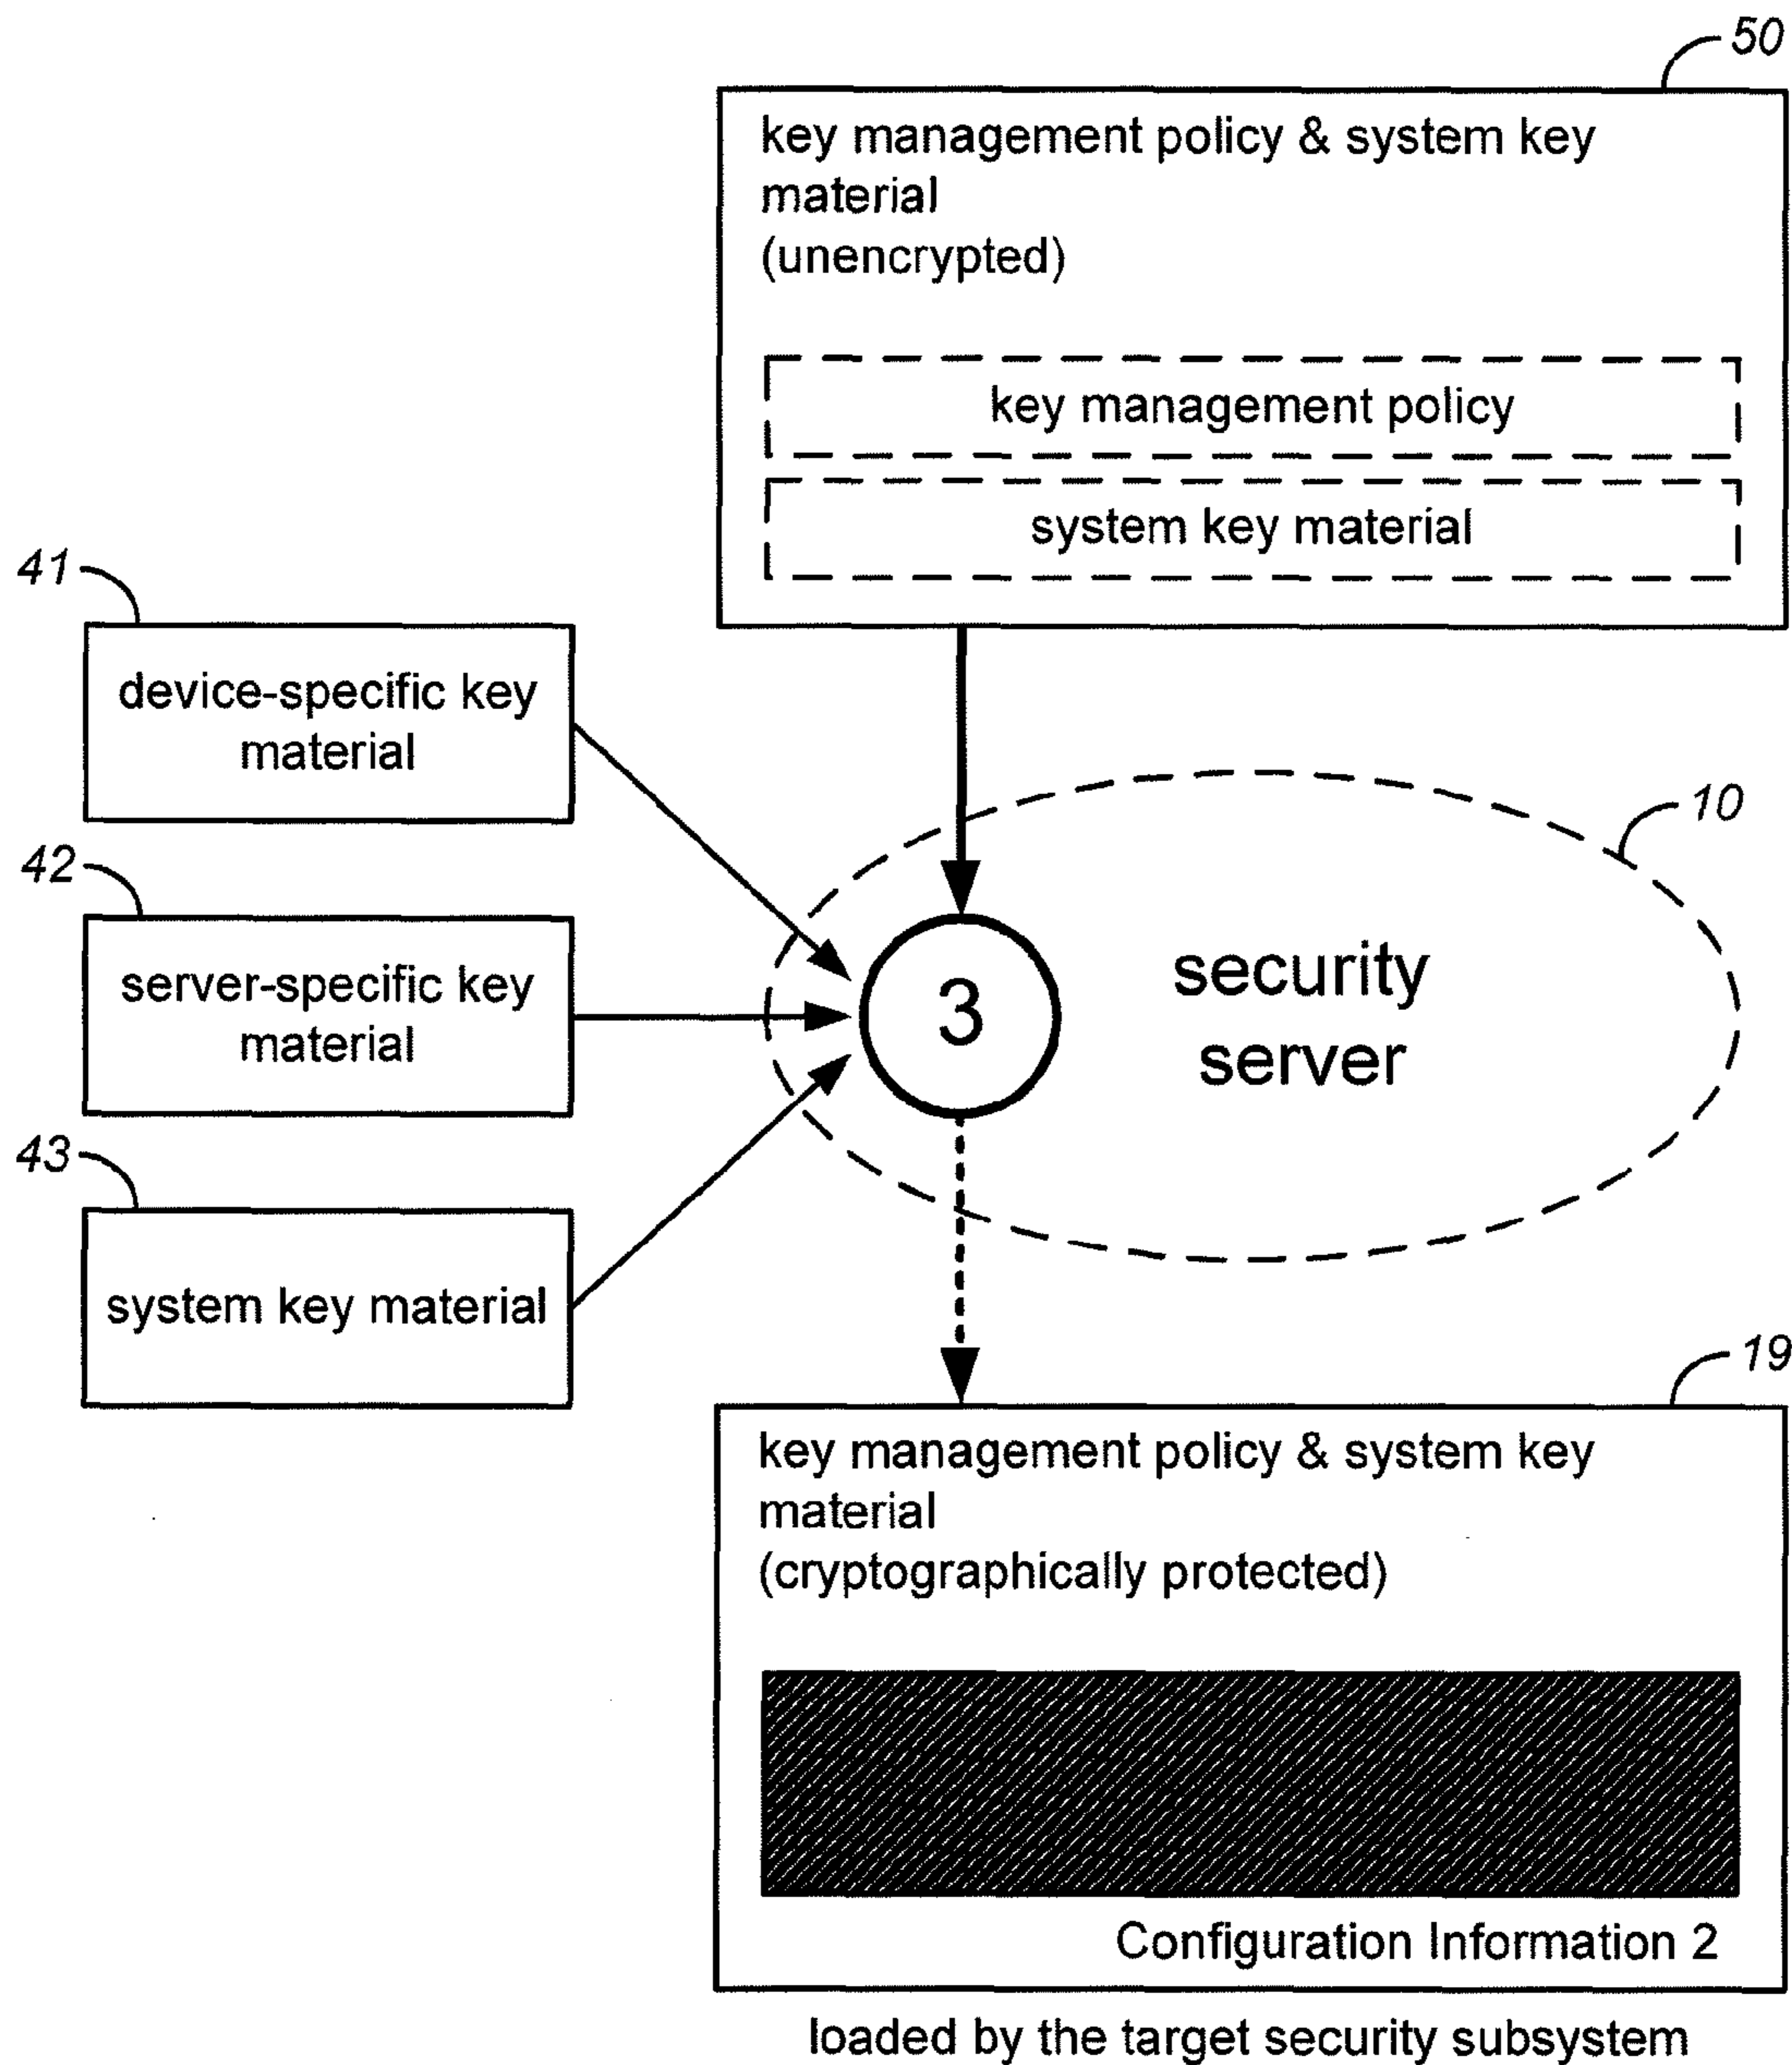 50
key management policy & system key
material
(unencrypted)
key management policy
system key material
41
device-specific key
material
10
42
server-specific key
material
3
security
server
43
system key material
19
key management policy & system key
material
(cryptographically protected)
Configuration Information 2
loaded by the target security subsystem